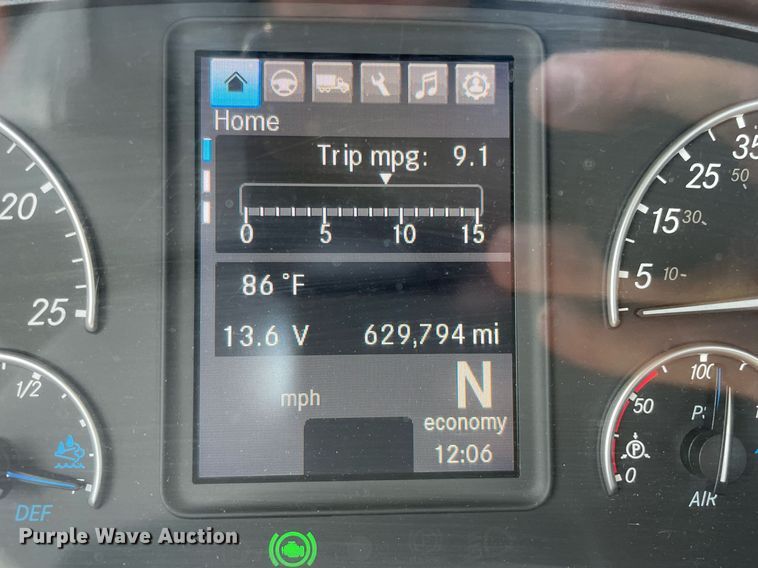 Home
Trip mpg: 9.1
0 5 10 15
86 °F
13.6 V 629,794 mi
N
mph
economy
12:06
20
25
1/2
DEF
35
25 50
15 30
5 10
100
50
P
0
AIR
Purple Wave Auction